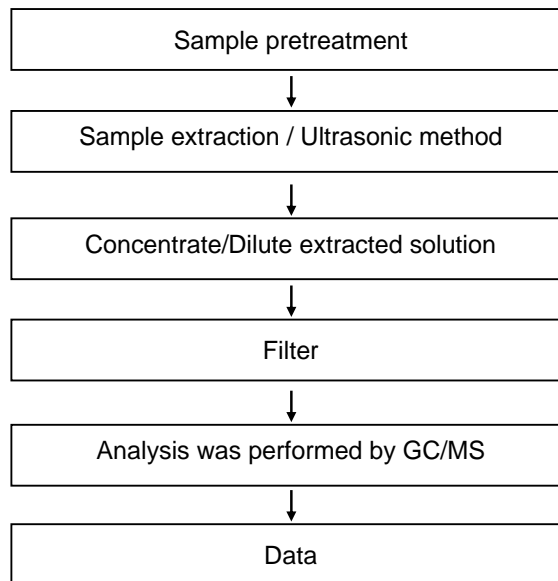 Sample pretreatment
Sample extraction / Ultrasonic method
Concentrate/Dilute extracted solution
Filter
Analysis was performed by GC/MS
Data